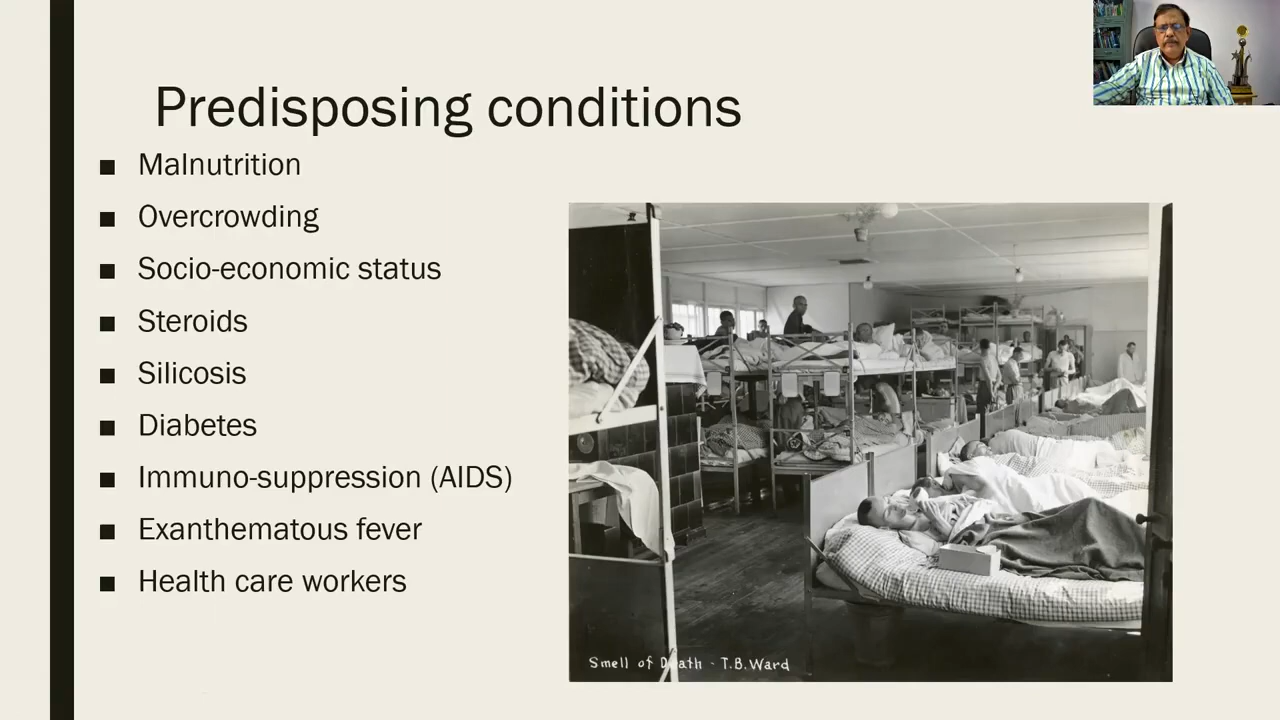 Predisposing conditions
■ Malnutrition
■ Overcrowding
■ Socio-economic status
■ Steroids
■ Silicosis
■ Diabetes
■ Immuno-suppression (AIDS)
■ Exanthematous fever
■ Health care workers
Smell of Death - T.B. Ward